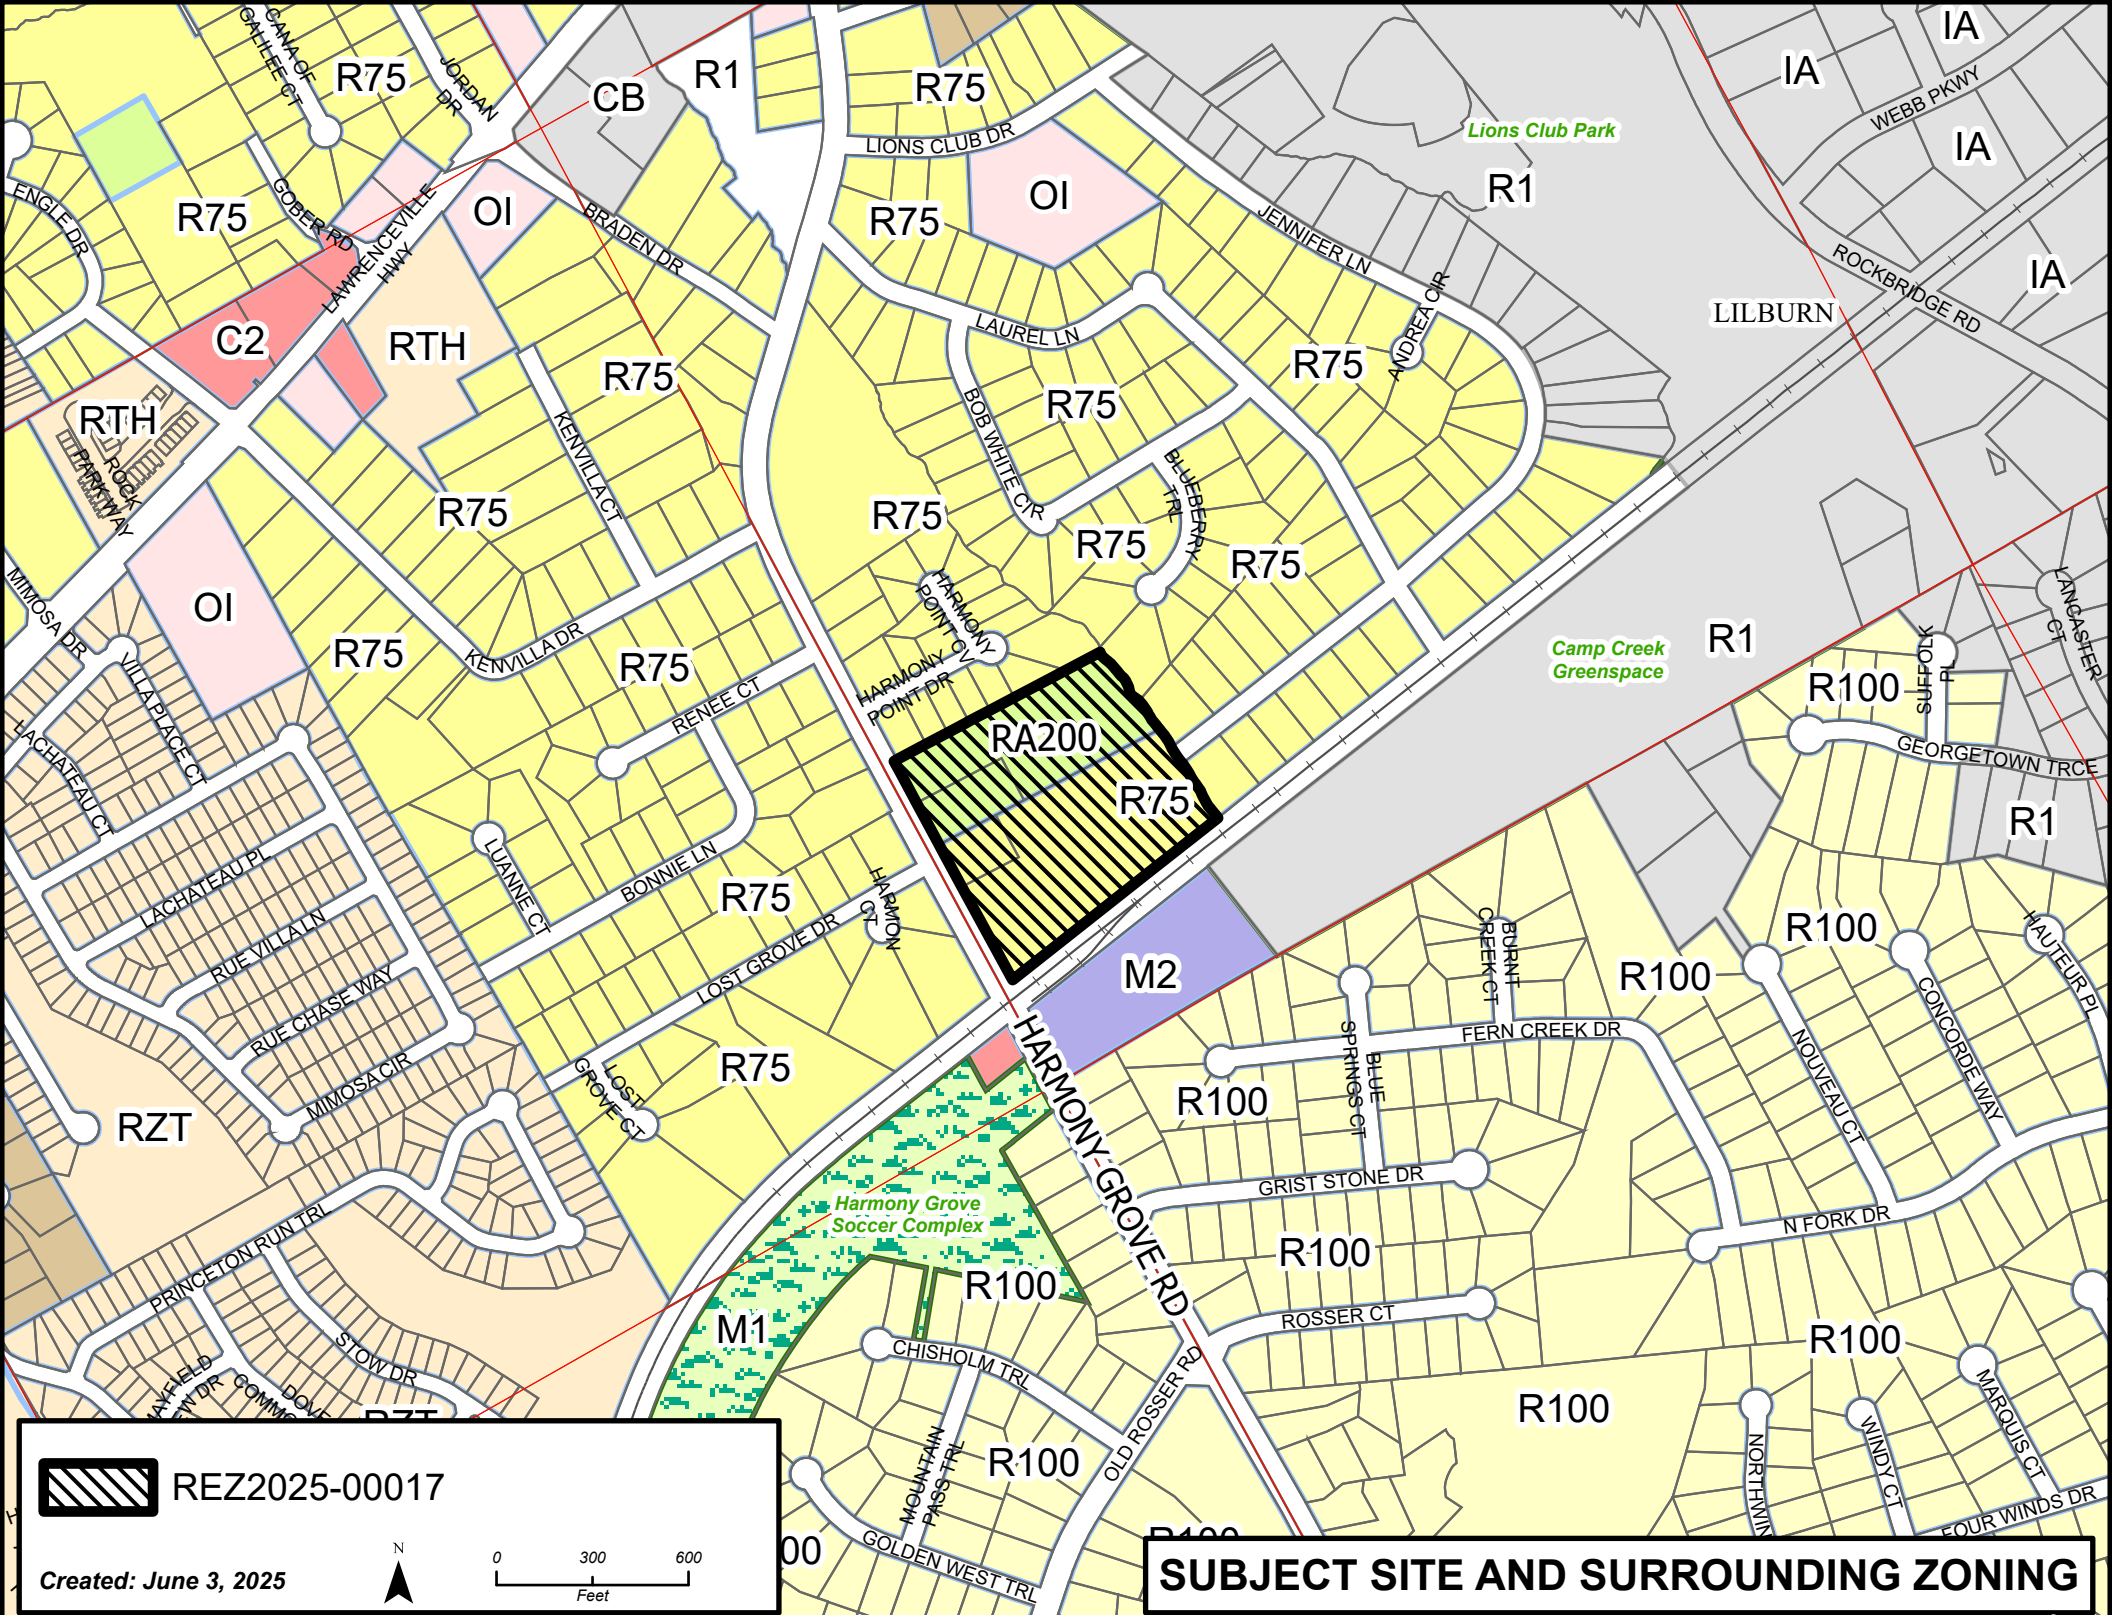 CANA OF
GALILEE CT
R75
JORDAN
DR
CB
R1
R75
LIONS CLUB DR
Lions Club Park
R1
IA
IA
WEBB PKWY
IA
IA
ROCKBRIDGE RD
LILBURN
ENGLE DR
R75
GOBER RD
LAWRENCEVILLE
HWY
OI
BRADEN DR
R75
OI
JENNIFER LN
ANDREA CIR
C2
RTH
R75
LAUREL LN
R75
R75
RTH
ROCK
PARK WAY
KENVILLA CT
BOB WHITE CIR
BLUEBERRY
TRL
R75
R75
R75
R75
MIMOSA DR
OI
R75
KENVILLA DR
R75
HARMONY
POINT CV
HARMONY
POINT DR
RENEE CT
Camp Creek
Greenspace
R1
LANCASTER
CT
SUFFOLK
PL
R100
GEORGETOWN TRCE
R1
VILLA PLACE CT
LACHATEAU CT
RA200
R75
LACHATEAU PL
LUANNE CT
BONNIE LN
R75
HARMON
CT
LOST GROVE DR
RUE VILLA LN
RUE CHASE WAY
MIMOSA CIR
M2
BURNT
CREEK CT
R100
R100
HAUTEUR PL
CONCORDE WAY
NOUVEAU CT
FERN CREEK DR
BLUE
SPRINGS CT
R100
R75
LOST
GROVE CT
RZT
HARMONY GROVE RD
GRIST STONE DR
N FORK DR
Harmony Grove
Soccer Complex
R100
R100
PRINCETON RUN TRL
M1
ROSSER CT
R100
STOW DR
CHISHOLM TRL
OLD ROSSER RD
MARQUIS CT
R100
R100
MOUNTAIN
PASS TRL
WINDY CT
FOUR WINDS DR
GOLDEN WEST TRL
REZ2025-00017
Created: June 3, 2025
N
0 300 600
Feet
SUBJECT SITE AND SURROUNDING ZONING